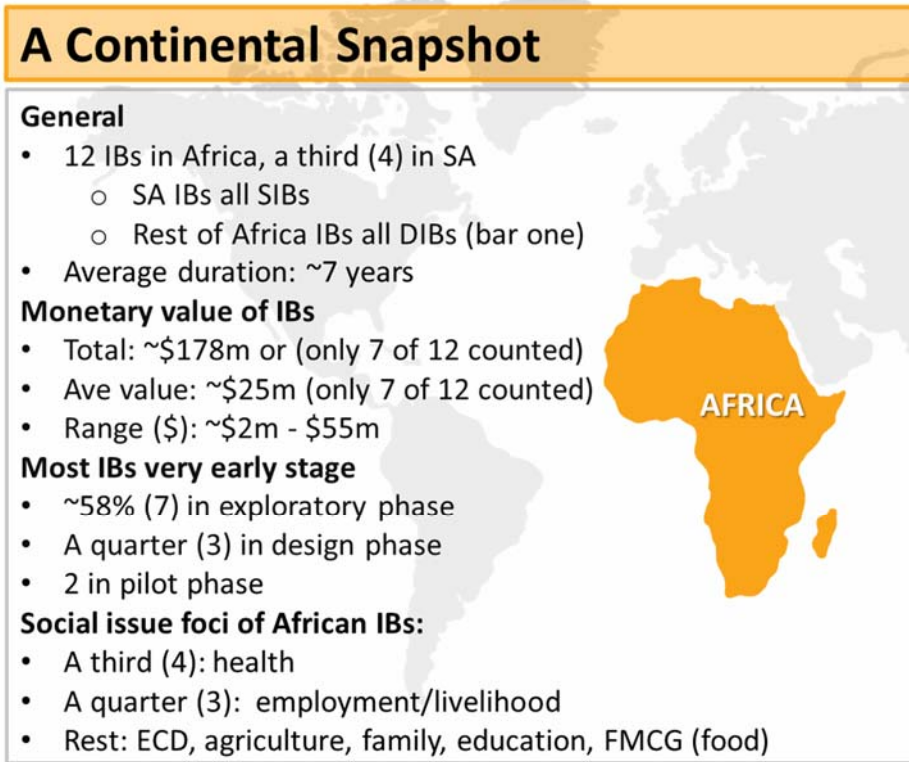 A Continental Snapshot
General
• 12 IBs in Africa, a third (4) in SA
o SA IBs all SIBs
o Rest of Africa IBs all DIBs (bar one)
• Average duration: ~7 years
Monetary value of IBs
• Total: ~$178m or (only 7 of 12 counted)
• Ave value: ~$25m (only 7 of 12 counted)
• Range ($): ~$2m - $55m
AFRICA
Most IBs very early stage
• ~58% (7) in exploratory phase
• A quarter (3) in design phase
• 2 in pilot phase
Social issue foci of African IBs:
• A third (4): health
• A quarter (3): employment/livelihood
• Rest: ECD, agriculture, family, education, FMCG (food)